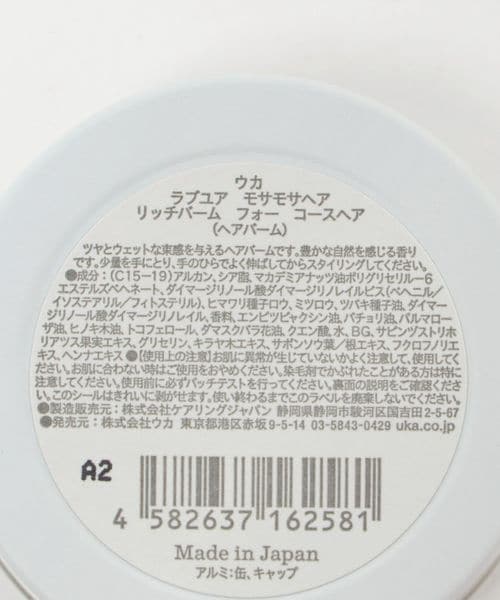 ウカ
ラブユア モサモサヘア
リッチバーム フォー コースヘア
(ヘアバーム)
ツヤとウェットな束感を与えるヘアバームです。豊かな自然を感じる香り
です。少量を手にとり、手のひらでよく伸ばしてからスタイリングしてください。
●成分:(C15-19)アルカン、シア脂、マカデミアナッツ油ポリグリセリル-6
エステルズベヘネート、ダイマージリノール酸ダイマージリノレイルビス(ベヘニル/
イソステアリル/フィトステリル)、ヒマワリ種子ロウ、ミツロウ、ツバキ種子油、ダイマー
ジリノール酸ダイマージリノレイル、香料、エンピツビャクシン油、パチョリ油、パルマロー
ザ油、ヒノキ木油、トコフェロール、ダマスクバラ花油、クエン酸、水、BG、サピンヅストリホ
リアツス果実エキス、グリセリン、キラヤ木エキス、サボンソウ葉/根エキス、フクロフノリエ
キス、ヘンナエキス●【使用上の注意】お肌に異常が生じていないかよく注意して、使用してく
ださい。お肌に合わない時はご使用をおやめください。染毛剤でかぶれたことがある方は特に
注意してください。使用前に必ずパッチテストを行ってください。裏面の説明をご確認くださ
い。このシールはきれいに剥がせます。使い終わるまでこのラベルを廃棄しないでください。
●製造販売元:株式会社ケアリングジャパン 静岡県静岡市駿河区国吉田2-5-67
●発売元:株式会社ウカ 東京都港区赤坂9-5-14 03-5843-0429 uka.co.jp
A2
4 582637 162581
Made in Japan
アルミ:缶、キャップ